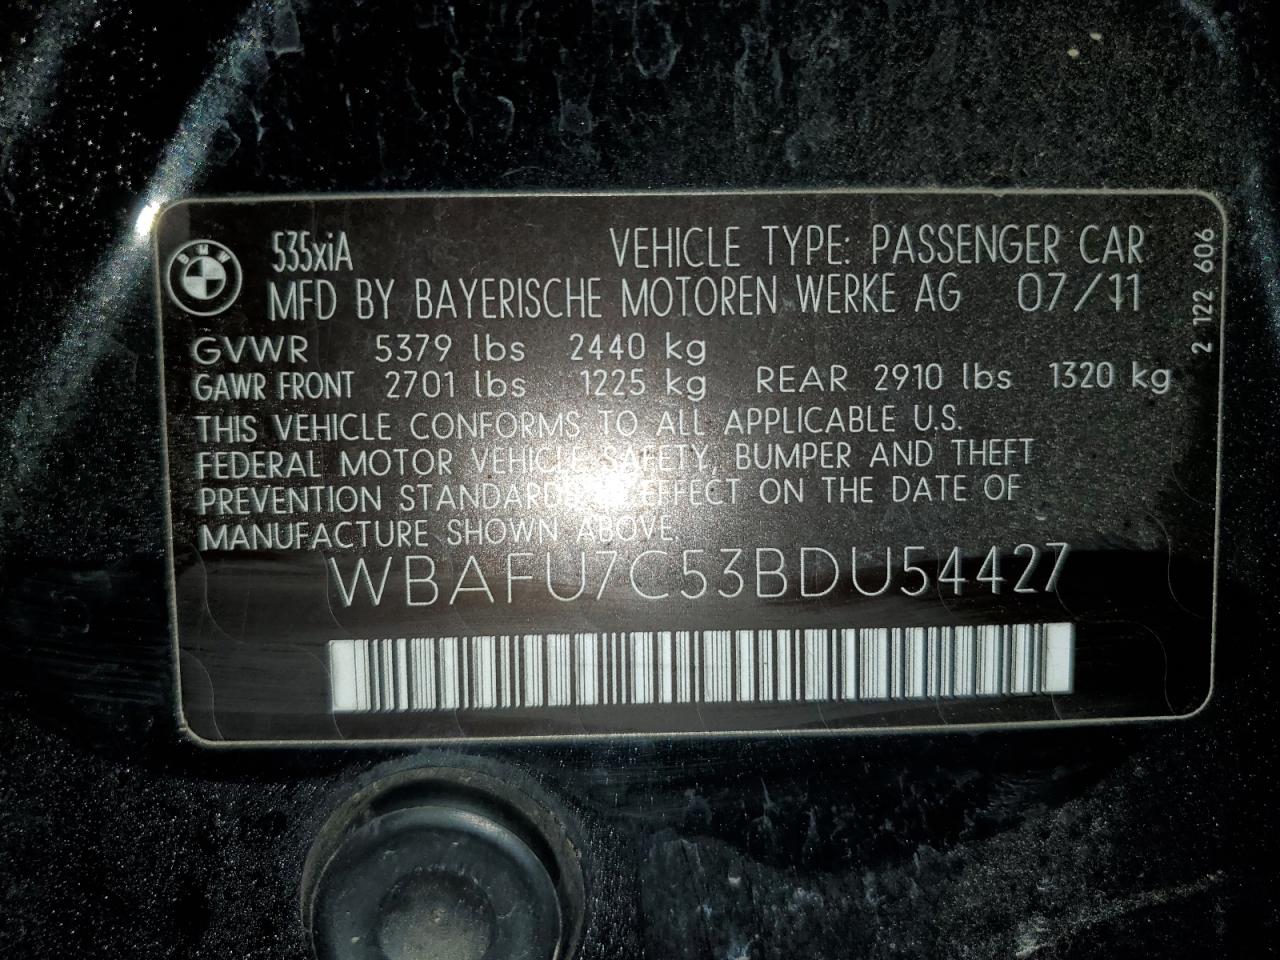 BMW
535xiA VEHICLE TYPE: PASSENGER CAR
MFD BY BAYERISCHE MOTOREN WERKE AG 07/11
GVWR 5379 lbs 2440 kg
GAWR FRONT 2701 lbs 1225 kg REAR 2910 lbs 1320 kg
THIS VEHICLE CONFORMS TO ALL APPLICABLE U.S.
FEDERAL MOTOR VEHICLE SAFETY, BUMPER AND THEFT
PREVENTION STANDARDS EFFECT ON THE DATE OF
MANUFACTURE SHOWN ABOVE.
WBAFU7C53BDU54427
2 122 606